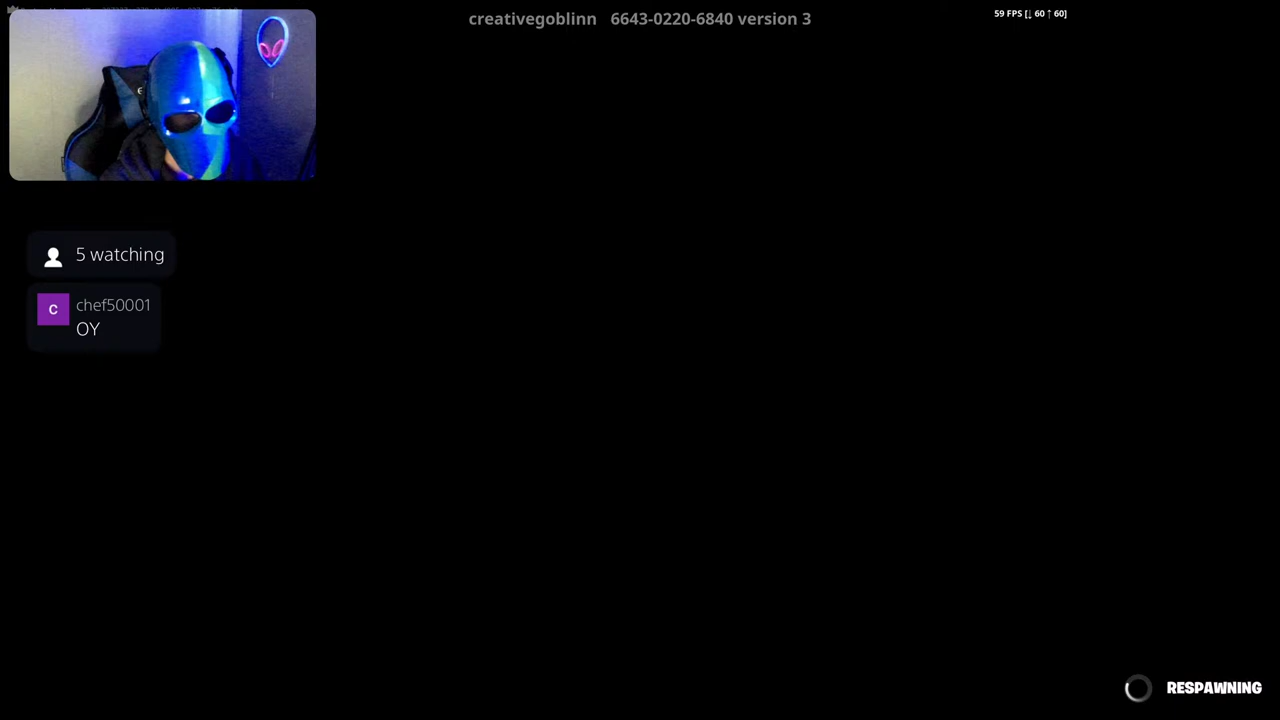 creativegoblinn 6643-0220-6840 version 3
59 FPS [↓ 60 ↑ 60]
5 watching
C
chef50001
OY
RESPAWNING